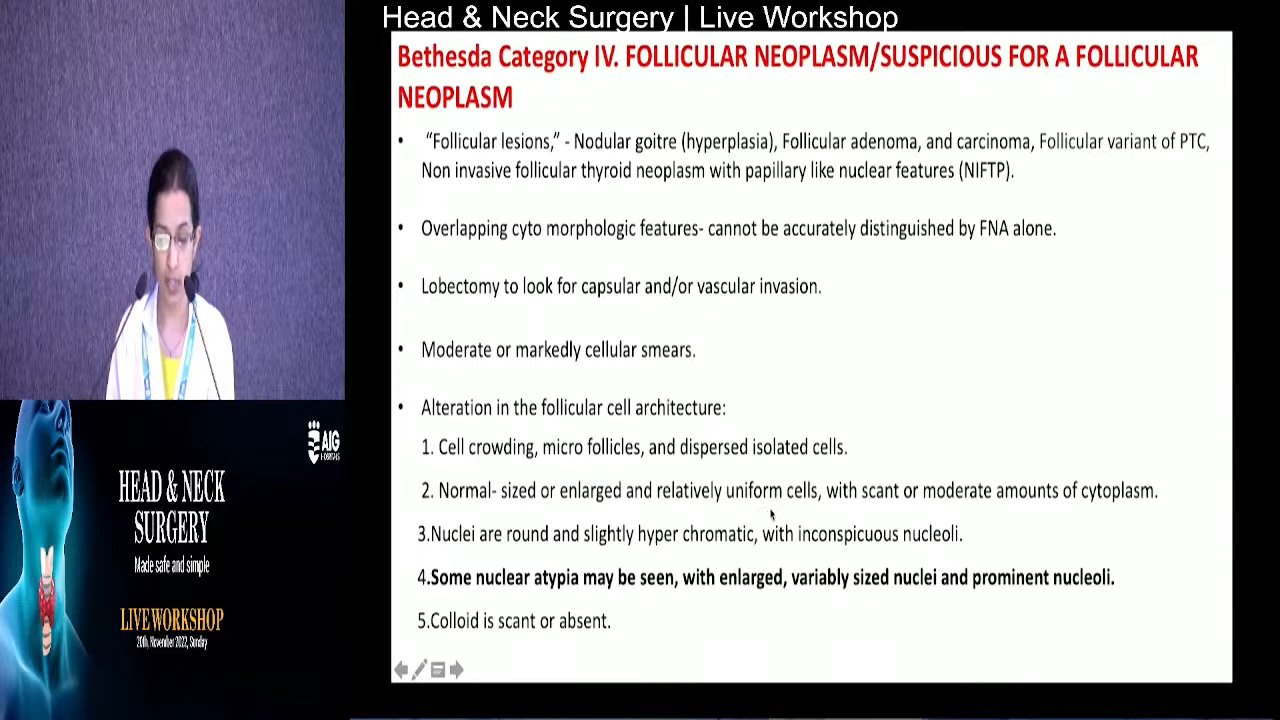 Head & Neck Surgery | Live Workshop
Bethesda Category IV. FOLLICULAR NEOPLASM/SUSPICIOUS FOR A FOLLICULAR
NEOPLASM
• “Follicular lesions,” - Nodular goitre (hyperplasia), Follicular adenoma, and carcinoma, Follicular variant of PTC,
Non invasive follicular thyroid neoplasm with papillary like nuclear features (NIFTP).
• Overlapping cyto morphologic features- cannot be accurately distinguished by FNA alone.
• Lobectomy to look for capsular and/or vascular invasion.
• Moderate or markedly cellular smears.
• Alteration in the follicular cell architecture:
1. Cell crowding, micro follicles, and dispersed isolated cells.
2. Normal- sized or enlarged and relatively uniform cells, with scant or moderate amounts of cytoplasm.
3.Nuclei are round and slightly hyper chromatic, with inconspicuous nucleoli.
4.Some nuclear atypia may be seen, with enlarged, variably sized nuclei and prominent nucleoli.
5.Colloid is scant or absent.
AIG
HOSPITALS
HEAD & NECK
SURGERY
Made safe and simple
LIVE WORKSHOP
20th, November 2022, Sunday